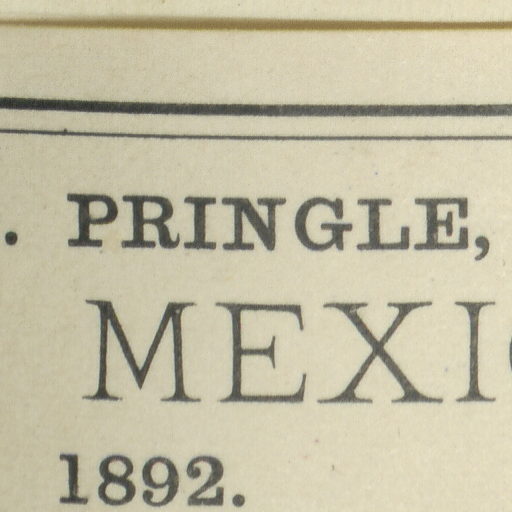 . PRINGLE,
MEXI
1892.